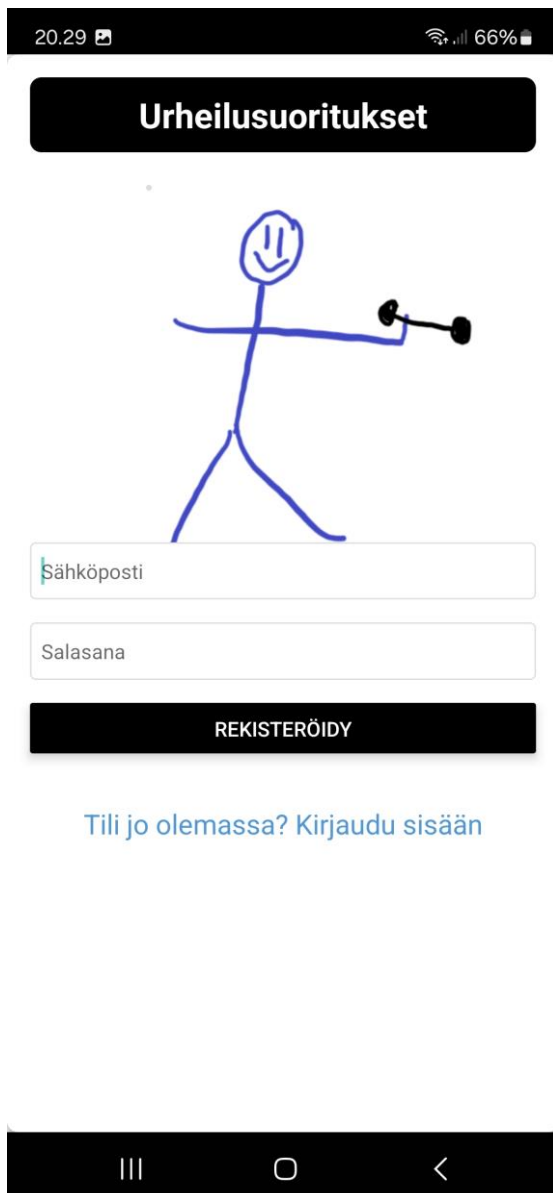 20.29 66%
Urheilusuoritukset
Sähköposti
Salasana
REKISTERÖIDY
Tili jo olemassa? Kirjaudu sisään